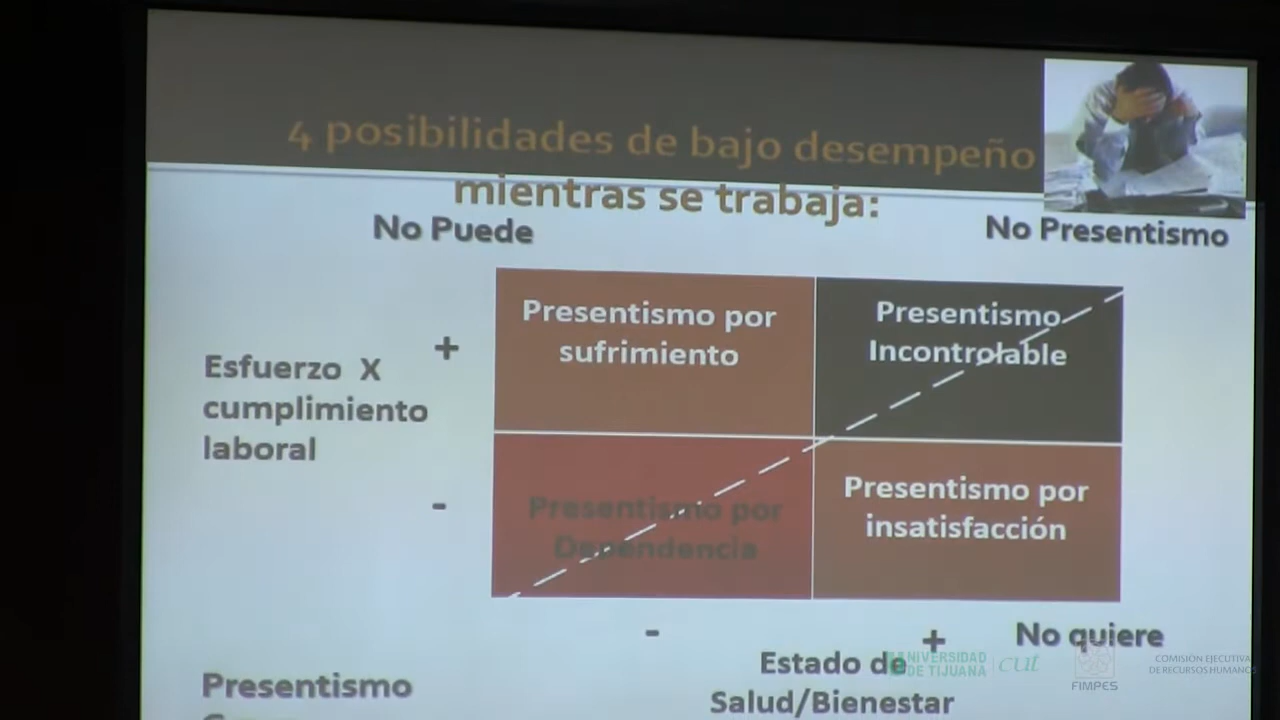 4 posibilidades de bajo desempeño
mientras se trabaja:
No Puede
No Presentismo
Presentismo por
sufrimiento
Presentismo
Incontrolable
+
Esfuerzo X
cumplimiento
laboral
-
Presentismo por
Dependencia
Presentismo por
insatisfacción
-
+
No quiere
Estado de
Salud/Bienestar
Presentismo
UNIVERSIDAD
DE TIJUANA
cut
FIMPES
COMISIÓN EJECUTIVA
DE RECURSOS HUMANOS